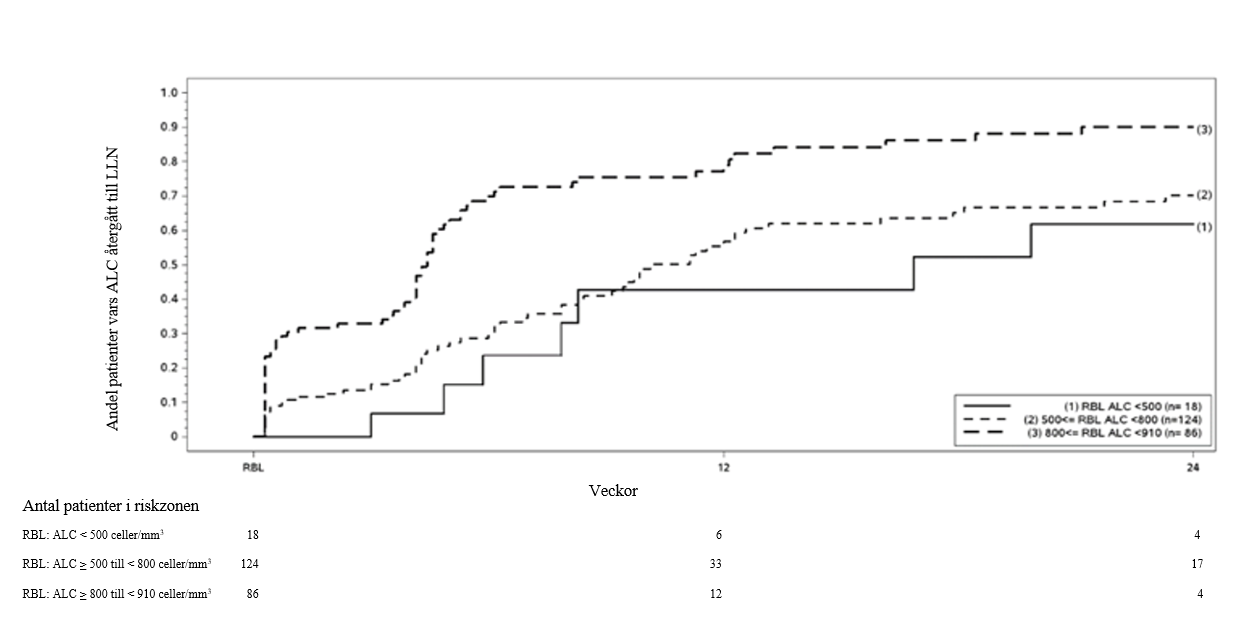 Andel patienter vars ALC återgått till LLN
1.0
0.9
0.8
0.7
0.6
0.5
0.4
0.3
0.2
0.1
0
(3)
(2)
(1)
(1) RBL ALC <500 (n= 18)
(2) 500<= RBL ALC <800 (n=124)
(3) 800<= RBL ALC <910 (n= 86)
RBL 12 24
Veckor
Antal patienter i riskzonen
RBL: ALC < 500 celler/mm³ 18 6 4
RBL: ALC ≥ 500 till < 800 celler/mm³ 124 33 17
RBL: ALC ≥ 800 till < 910 celler/mm³ 86 12 4